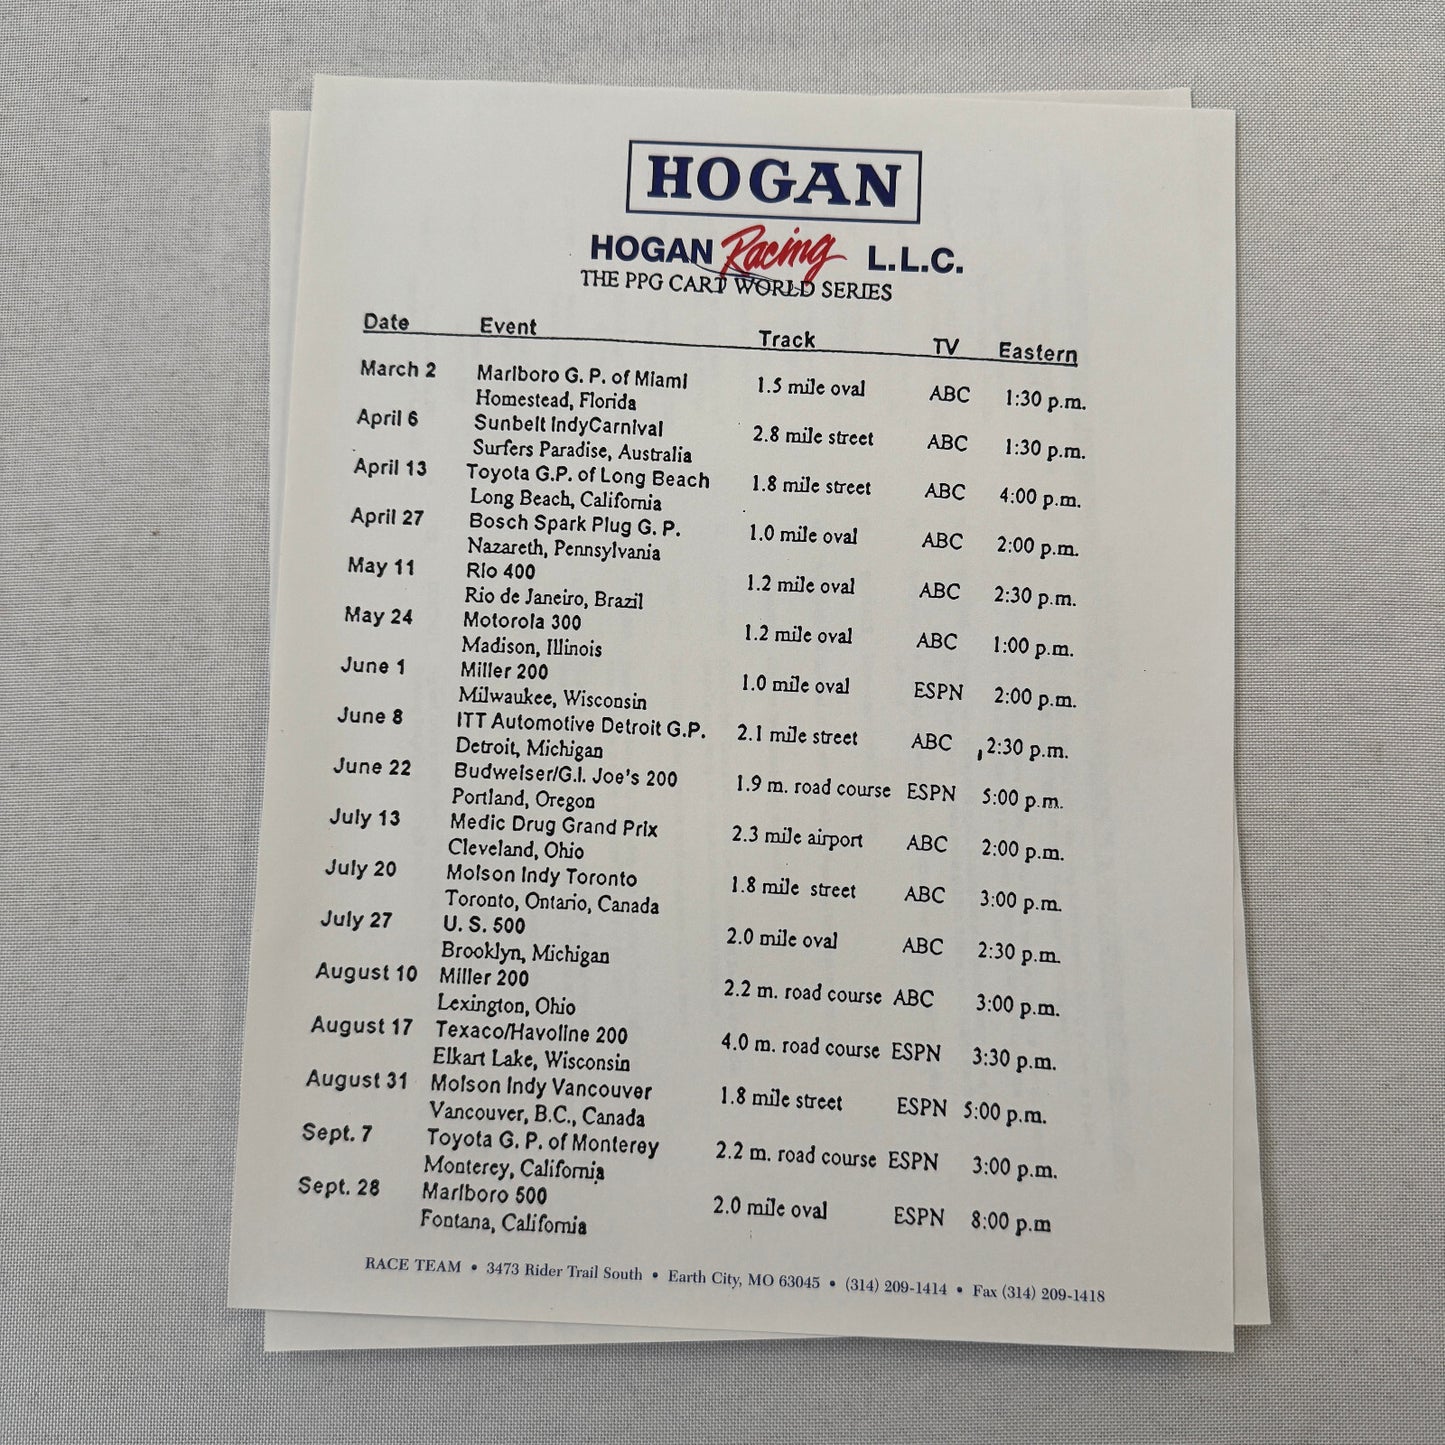 HOGAN
HOGAN Racing L.L.C.
THE PPG CART WORLD SERIES
Date Event Track TV Eastern
March 2 Marlboro G. P. of Miami 1.5 mile oval ABC 1:30 p.m.
Homestead, Florida
April 6 Sunbelt IndyCarnival 2.8 mile street ABC 1:30 p.m.
Surfers Paradise, Australia
April 13 Toyota G.P. of Long Beach 1.8 mile street ABC 4:00 p.m.
Long Beach, California
April 27 Bosch Spark Plug G. P. 1.0 mile oval ABC 2:00 p.m.
Nazareth, Pennsylvania
May 11 Rio 400 1.2 mile oval ABC 2:30 p.m.
Rio de Janeiro, Brazil
May 24 Motorola 300 1.2 mile oval ABC 1:00 p.m.
Madison, Illinois
June 1 Miller 200 1.0 mile oval ESPN 2:00 p.m.
Milwaukee, Wisconsin
June 8 ITT Automotive Detroit G.P. 2.1 mile street ABC 2:30 p.m.
Detroit, Michigan
June 22 Budweiser/G.I. Joe's 200 1.9 m. road course ESPN 5:00 p.m.
Portland, Oregon
July 13 Medic Drug Grand Prix 2.3 mile airport ABC 2:00 p.m.
Cleveland, Ohio
July 20 Molson Indy Toronto 1.8 mile street ABC 3:00 p.m.
Toronto, Ontario, Canada
July 27 U. S. 500 2.0 mile oval ABC 2:30 p.m.
Brooklyn, Michigan
August 10 Miller 200 2.2 m. road course ABC 3:00 p.m.
Lexington, Ohio
August 17 Texaco/Havoline 200 4.0 m. road course ESPN 3:30 p.m.
Elkart Lake, Wisconsin
August 31 Molson Indy Vancouver 1.8 mile street ESPN 5:00 p.m.
Vancouver, B.C., Canada
Sept. 7 Toyota G. P. of Monterey 2.2 m. road course ESPN 3:00 p.m.
Monterey, California
Sept. 28 Marlboro 500 2.0 mile oval ESPN 8:00 p.m
Fontana, California
RACE TEAM • 3473 Rider Trail South • Earth City, MO 63045 • (314) 209-1414 • Fax (314) 209-1418